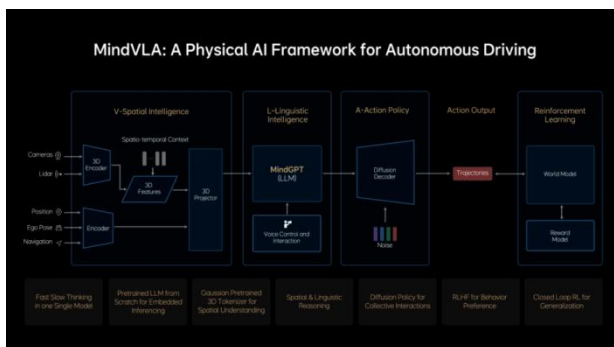 MindVLA: A Physical AI Framework for Autonomous Driving
V-Spatial Intelligence
L-Linguistic
Intelligence
A-Action Policy
Action Output
Reinforcement
Learning
Spatio-temporal Context
Cameras
Lidar
3D
Encoder
3D
Features
Position
Ego Pose
Navigation
Encoder
3D
Projector
MindGPT
(LLM)
Voice Control and
Interaction
Diffusion
Decoder
Noise
Trajectories
World Model
Reward
Model
Fast Slow Thinking
in one Single Model
Pretrained LLM from
Scratch for Embedded
Inferencing
Gaussian Pretrained
3D Tokenizer for
Spatial Understanding
Spatial & Linguistic
Reasoning
Diffusion Policy for
Collective Interactions
RLHF for Behavior
Preference
Closed Loop RL for
Generalization